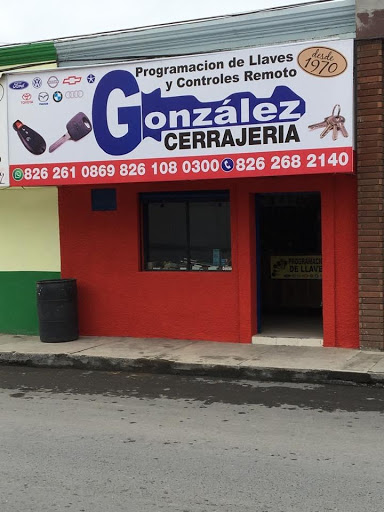 Programacion de Llaves
y Controles Remoto
desde
1970
González
CERRAJERIA
826 261 0869 826 108 0300 826 268 2140
PROGRAMACION
DE LLAVES